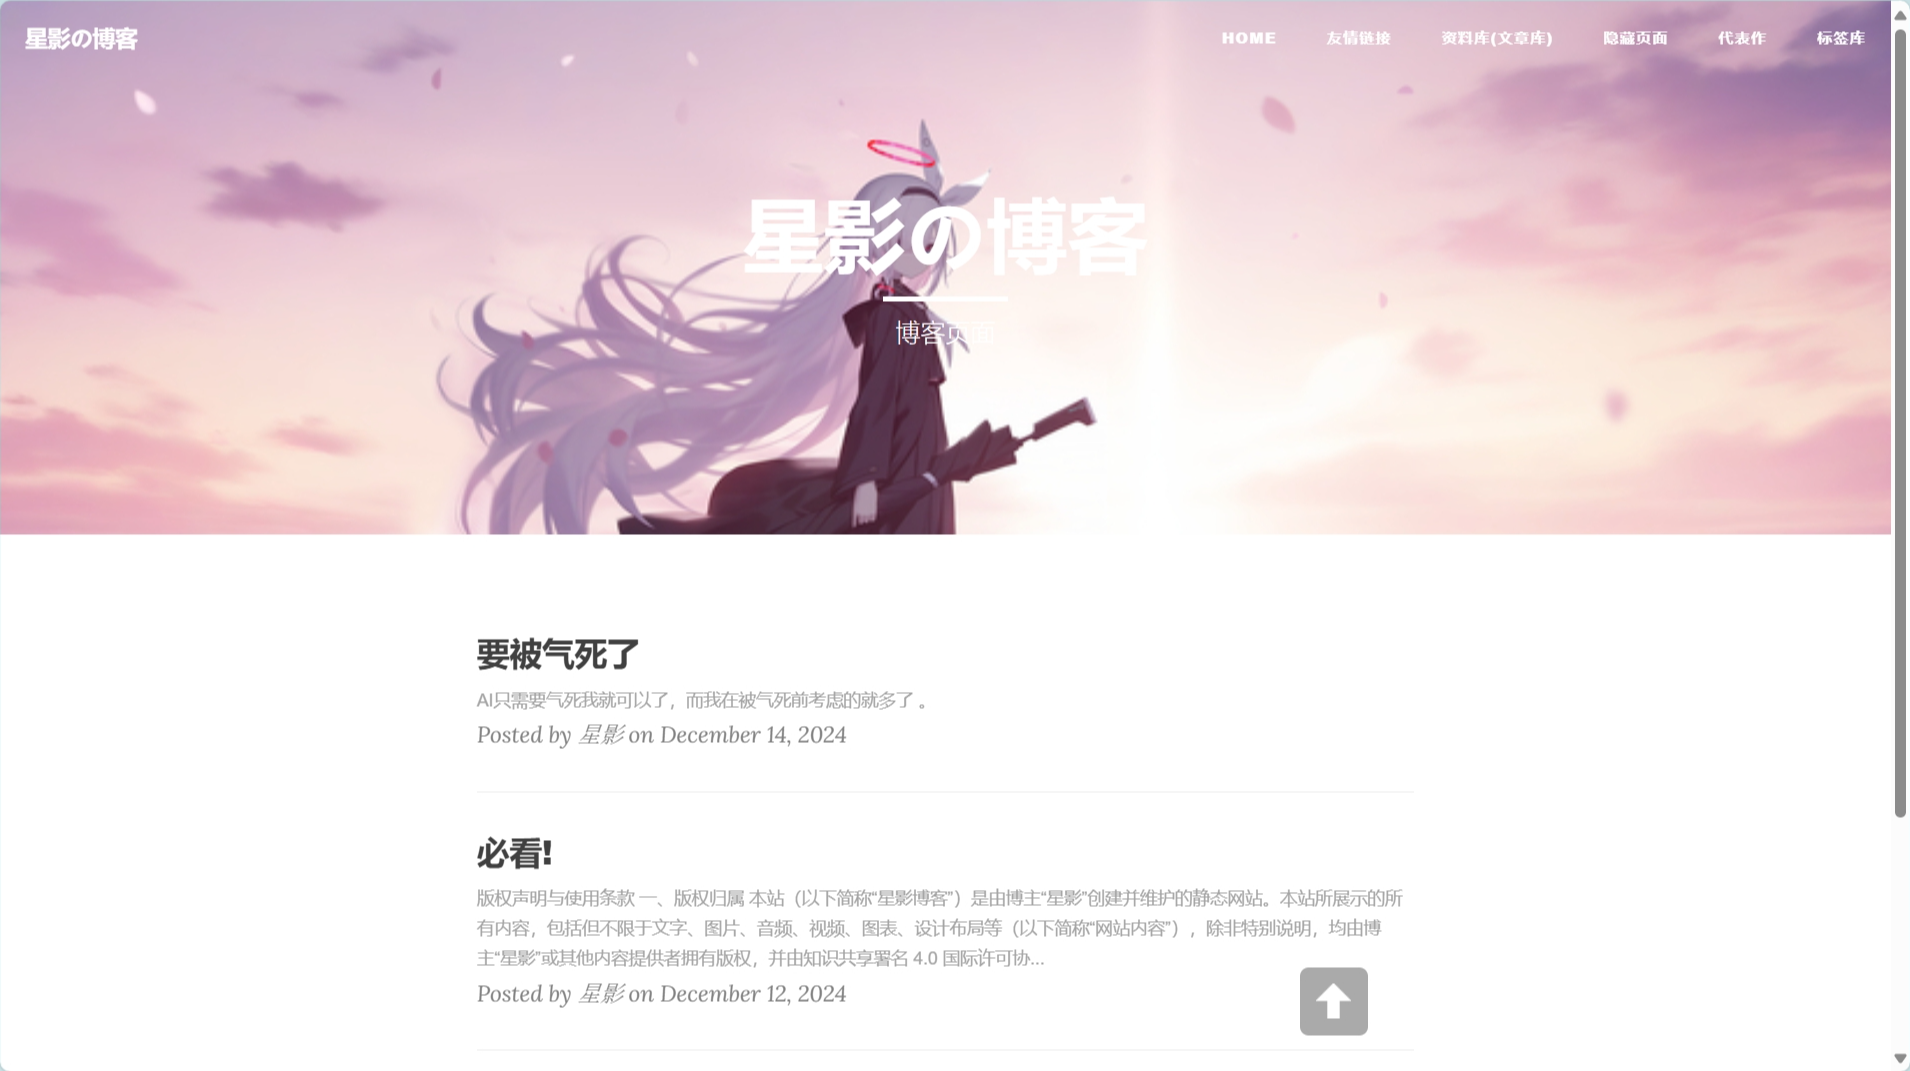 星影の博客
HOME 友情链接 资料库(文章库) 隐藏页面 代表作 标签库
星影の博客
博客页面
要被气死了
AI只需要气死我就可以了，而我在被气死前考虑的就多了 。
Posted by 星影 on December 14, 2024
必看!
版权声明与使用条款 一、版权归属 本站（以下简称“星影博客”）是由博主“星影”创建并维护的静态网站。本站所展示的所
有内容，包括但不限于文字、图片、音频、视频、图表、设计布局等（以下简称“网站内容”），除非特别说明，均由博
主“星影”或其他内容提供者拥有版权，并由知识共享署名 4.0 国际许可协...
Posted by 星影 on December 12, 2024